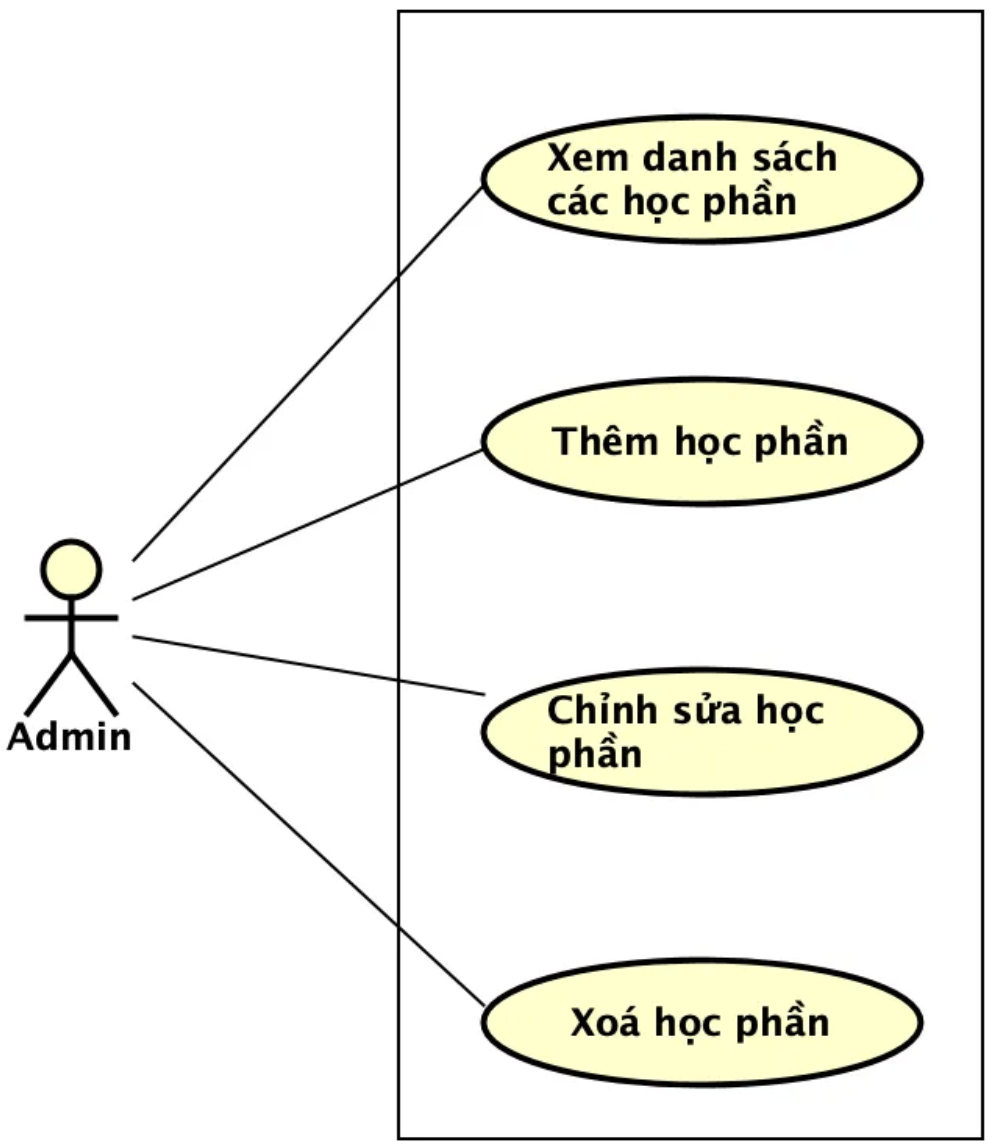 Xem danh sách
các học phần
Thêm học phần
Admin
Chỉnh sửa học
phần
Xoá học phần